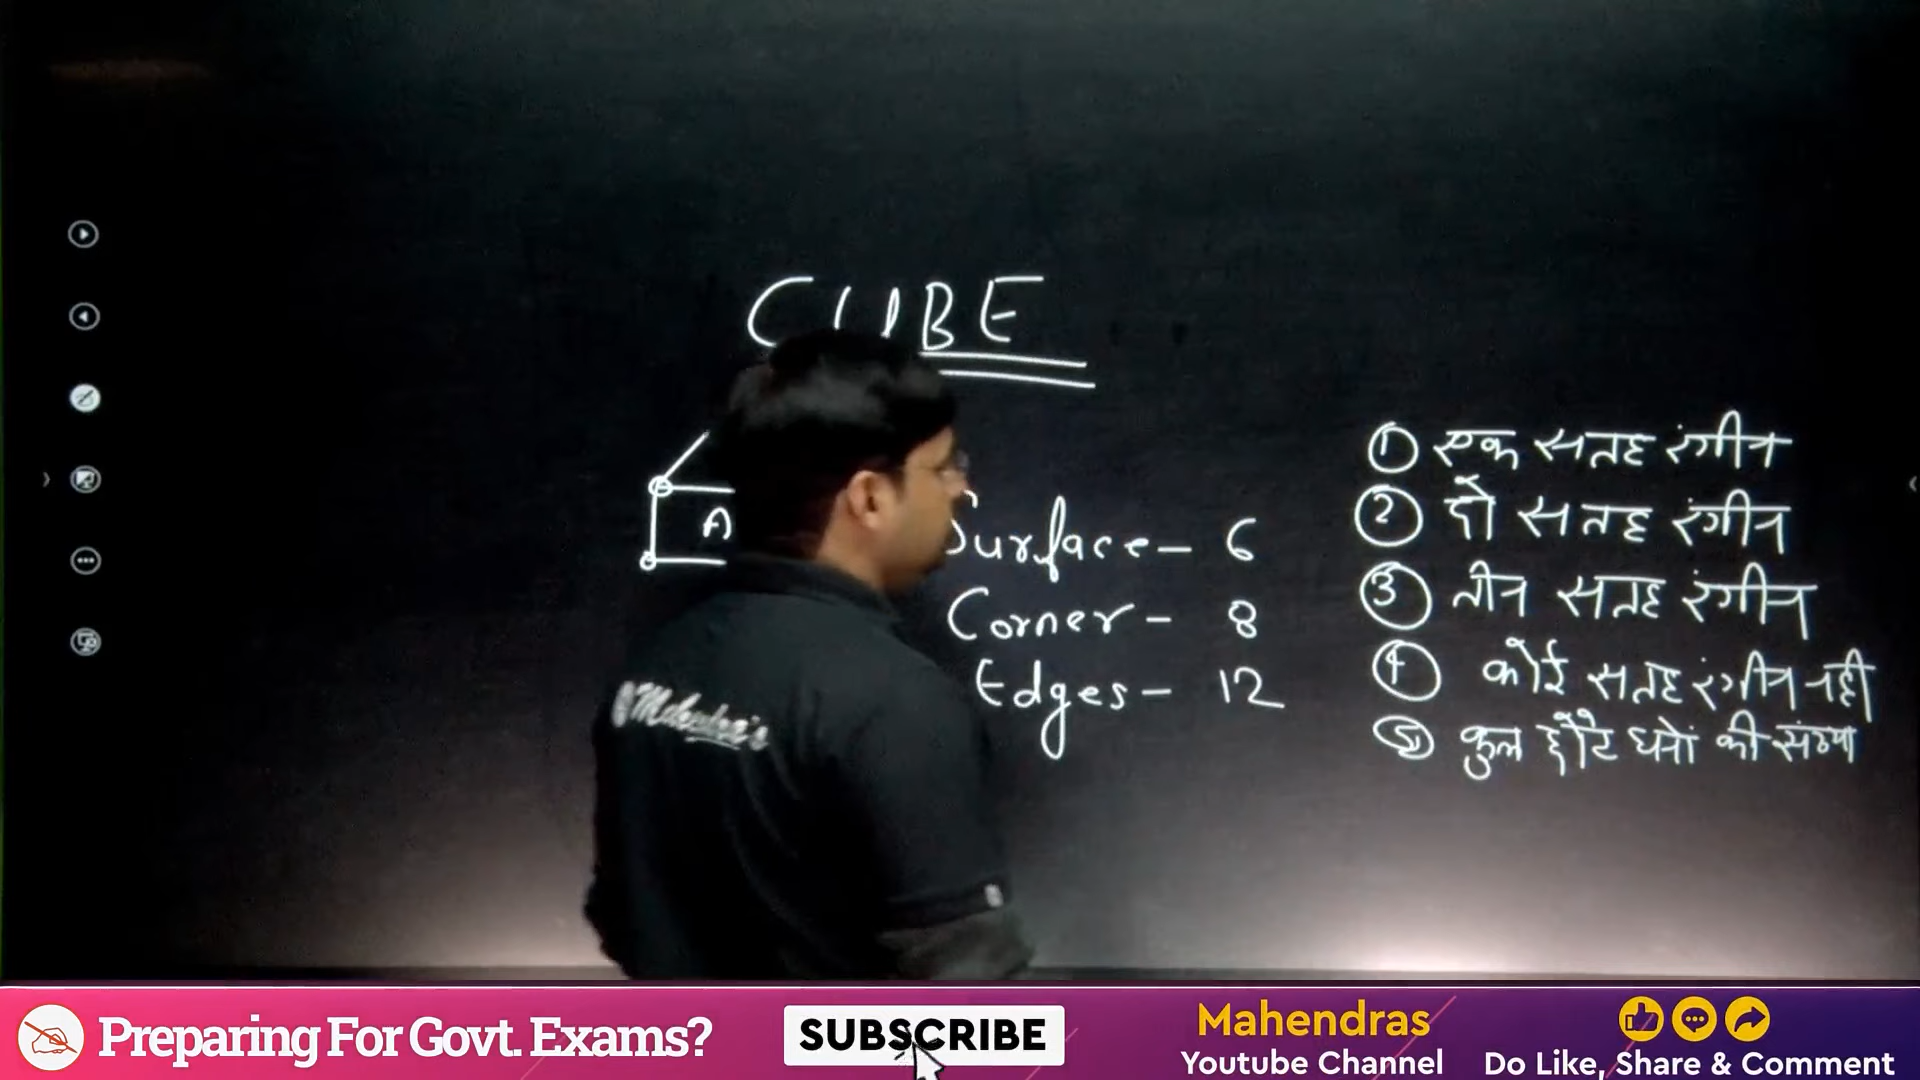 CUBE
A
Surface - 6
Corner - 8
Edges - 12
① एक सतह रंगीन
② दो सतह रंगीन
③ तीन सतह रंगीन
④ कोई सतह रंगीन नही
⑤ कुल छोटे घनों की संख्या
Mahendra's
Preparing For Govt. Exams?
SUBSCRIBE
Mahendras
Youtube Channel
Do Like, Share & Comment